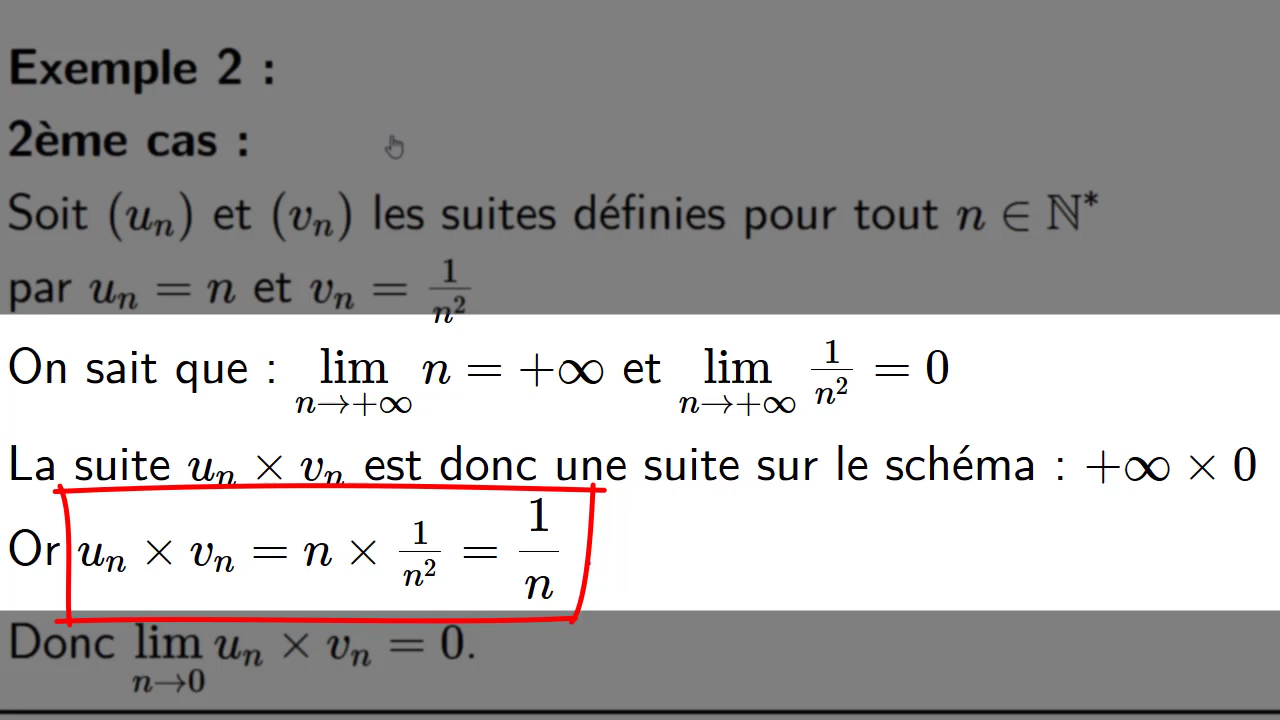 Exemple 2 :
2ème cas :
Soit (uₙ) et (vₙ) les suites définies pour tout n ∈ ℕ*
par uₙ = n et vₙ = 1/n²
On sait que : lim_{n→+∞} n = +∞ et lim_{n→+∞} 1/n² = 0
La suite uₙ × vₙ est donc une suite sur le schéma : +∞ × 0
Or uₙ × vₙ = n × 1/n² = 1/n
Donc lim_{n→0} uₙ × vₙ = 0.